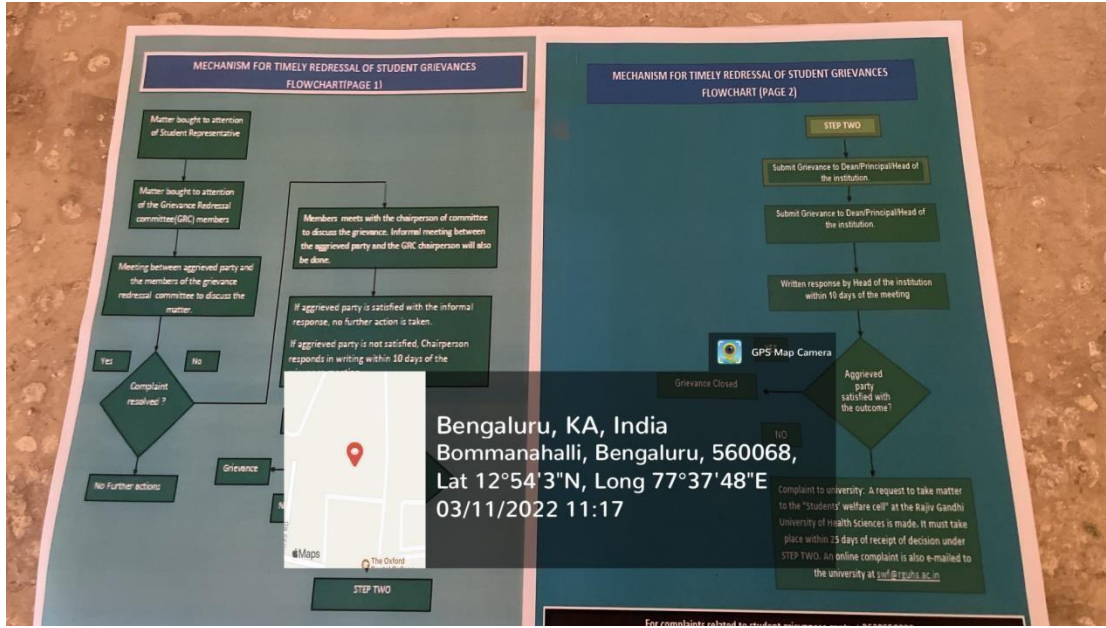 MECHANISM FOR TIMELY REDRESSAL OF STUDENT GRIEVANCES
FLOWCHART(PAGE 1)
Matter bought to attention
of Student Representative
Matter bought to attention
of the Grievance Redressal
committee(GRC) members
Meeting between aggrieved party and
the members of the grievance
redressal committee to discuss the
matter.
Yes
No
Complaint
resolved ?
No Further actions
Members meets with the chairperson of committee
to discuss the grievance. Informal meeting between
the aggrieved party and the GRC chairperson will also
be done.
If aggrieved party is satisfied with the informal
response, no further action is taken.
If aggrieved party is not satisfied, Chairperson
responds in writing within 10 days of the
Grievance
STEP TWO
MECHANISM FOR TIMELY REDRESSAL OF STUDENT GRIEVANCES
FLOWCHART (PAGE 2)
STEP TWO
Submit Grievance to Dean/Principal/Head of
the institution.
Submit Grievance to Dean/Principal/Head of
the institution.
Written response by Head of the institution
within 10 days of the meeting
Aggrieved
party
satisfied with
the outcome?
Grievance Closed
NO
Complaint to university: A request to take matter
to the "Students' welfare cell" at the Rajiv Gandhi
University of Health Sciences is made. It must take
place within 25 days of receipt of decision under
STEP TWO. An online complaint is also e-mailed to
the university at swf@rguhs.ac.in
For complaints related to student grievances
GPS Map Camera
Bengaluru, KA, India
Bommanahalli, Bengaluru, 560068,
Lat 12°54'3"N, Long 77°37'48"E
03/11/2022 11:17
Maps
The Oxford